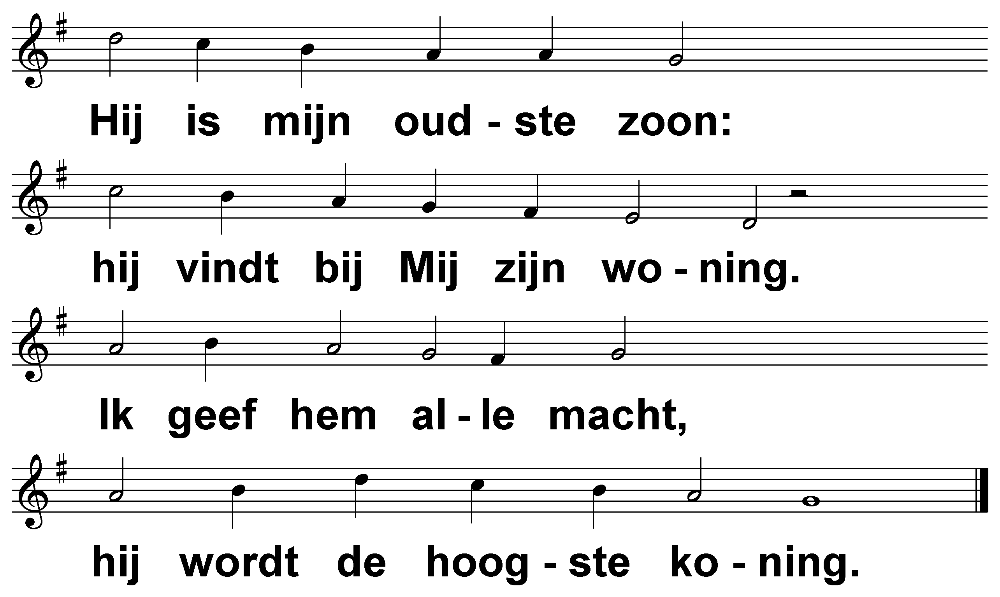 Hij is mijn oud - ste zoon:
hij vindt bij Mij zijn wo - ning.
Ik geef hem al - le macht,
hij wordt de hoog - ste ko - ning.